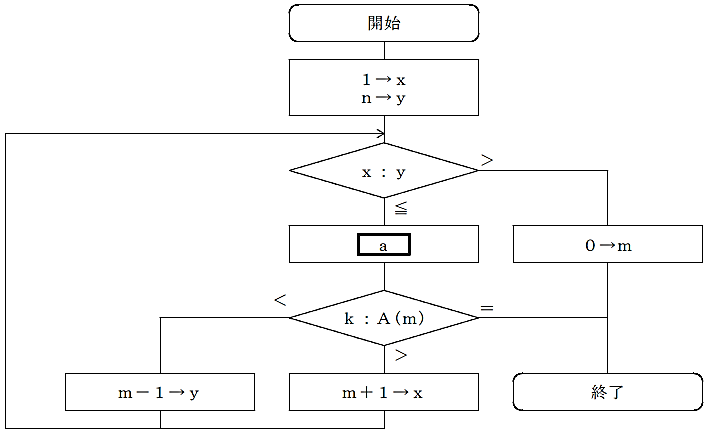 開始
1→x
n→y
x : y
>
≦
a
0→m
<
k : A(m)
=
>
m-1→y
m+1→x
終了